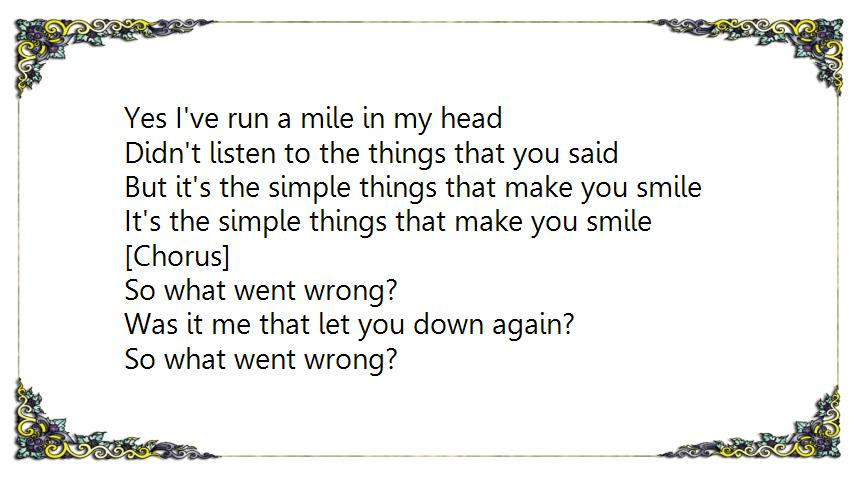 Yes I've run a mile in my head
Didn't listen to the things that you said
But it's the simple things that make you smile
It's the simple things that make you smile
[Chorus]
So what went wrong?
Was it me that let you down again?
So what went wrong?